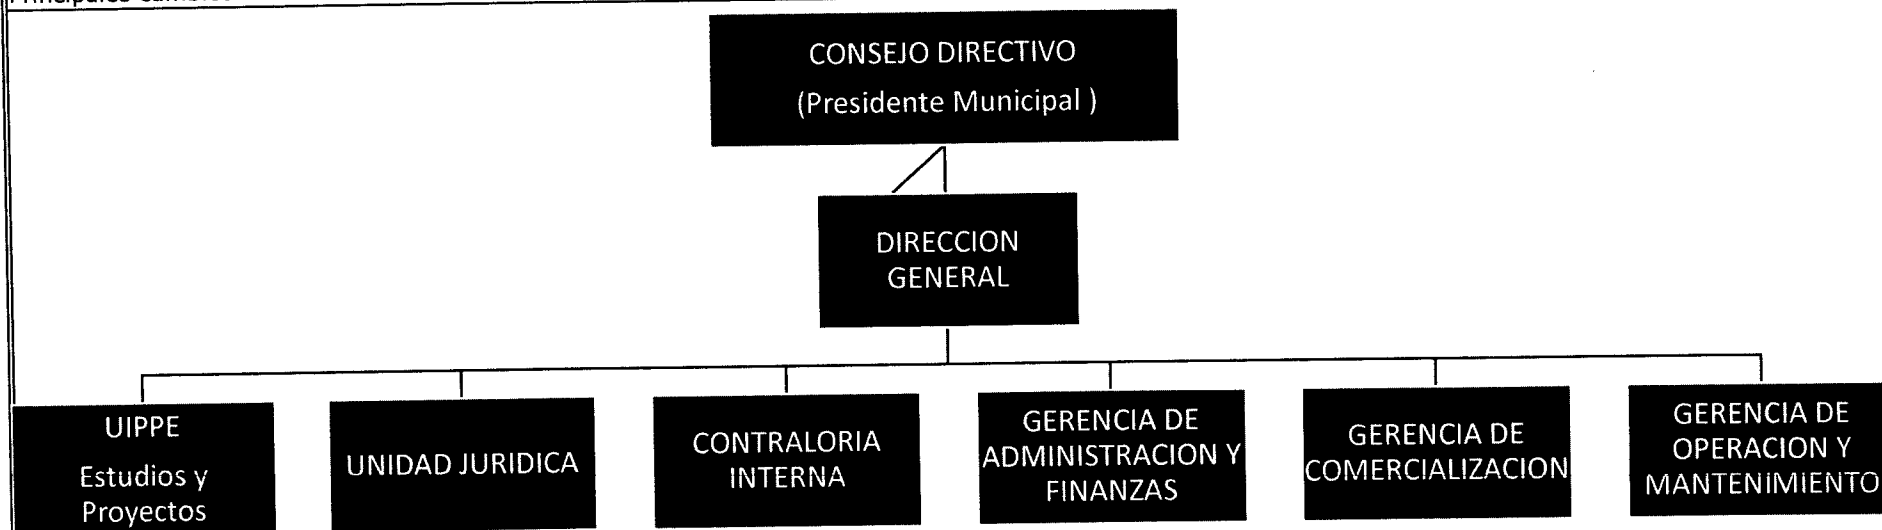 CONSEJO DIRECTIVO
(Presidente Municipal )
DIRECCION
GENERAL
UIPPE
Estudios y
Proyectos
UNIDAD JURIDICA
CONTRALORIA
INTERNA
GERENCIA DE
ADMINISTRACION Y
FINANZAS
GERENCIA DE
COMERCIALIZACION
GERENCIA DE
OPERACION Y
MANTENIMIENTO